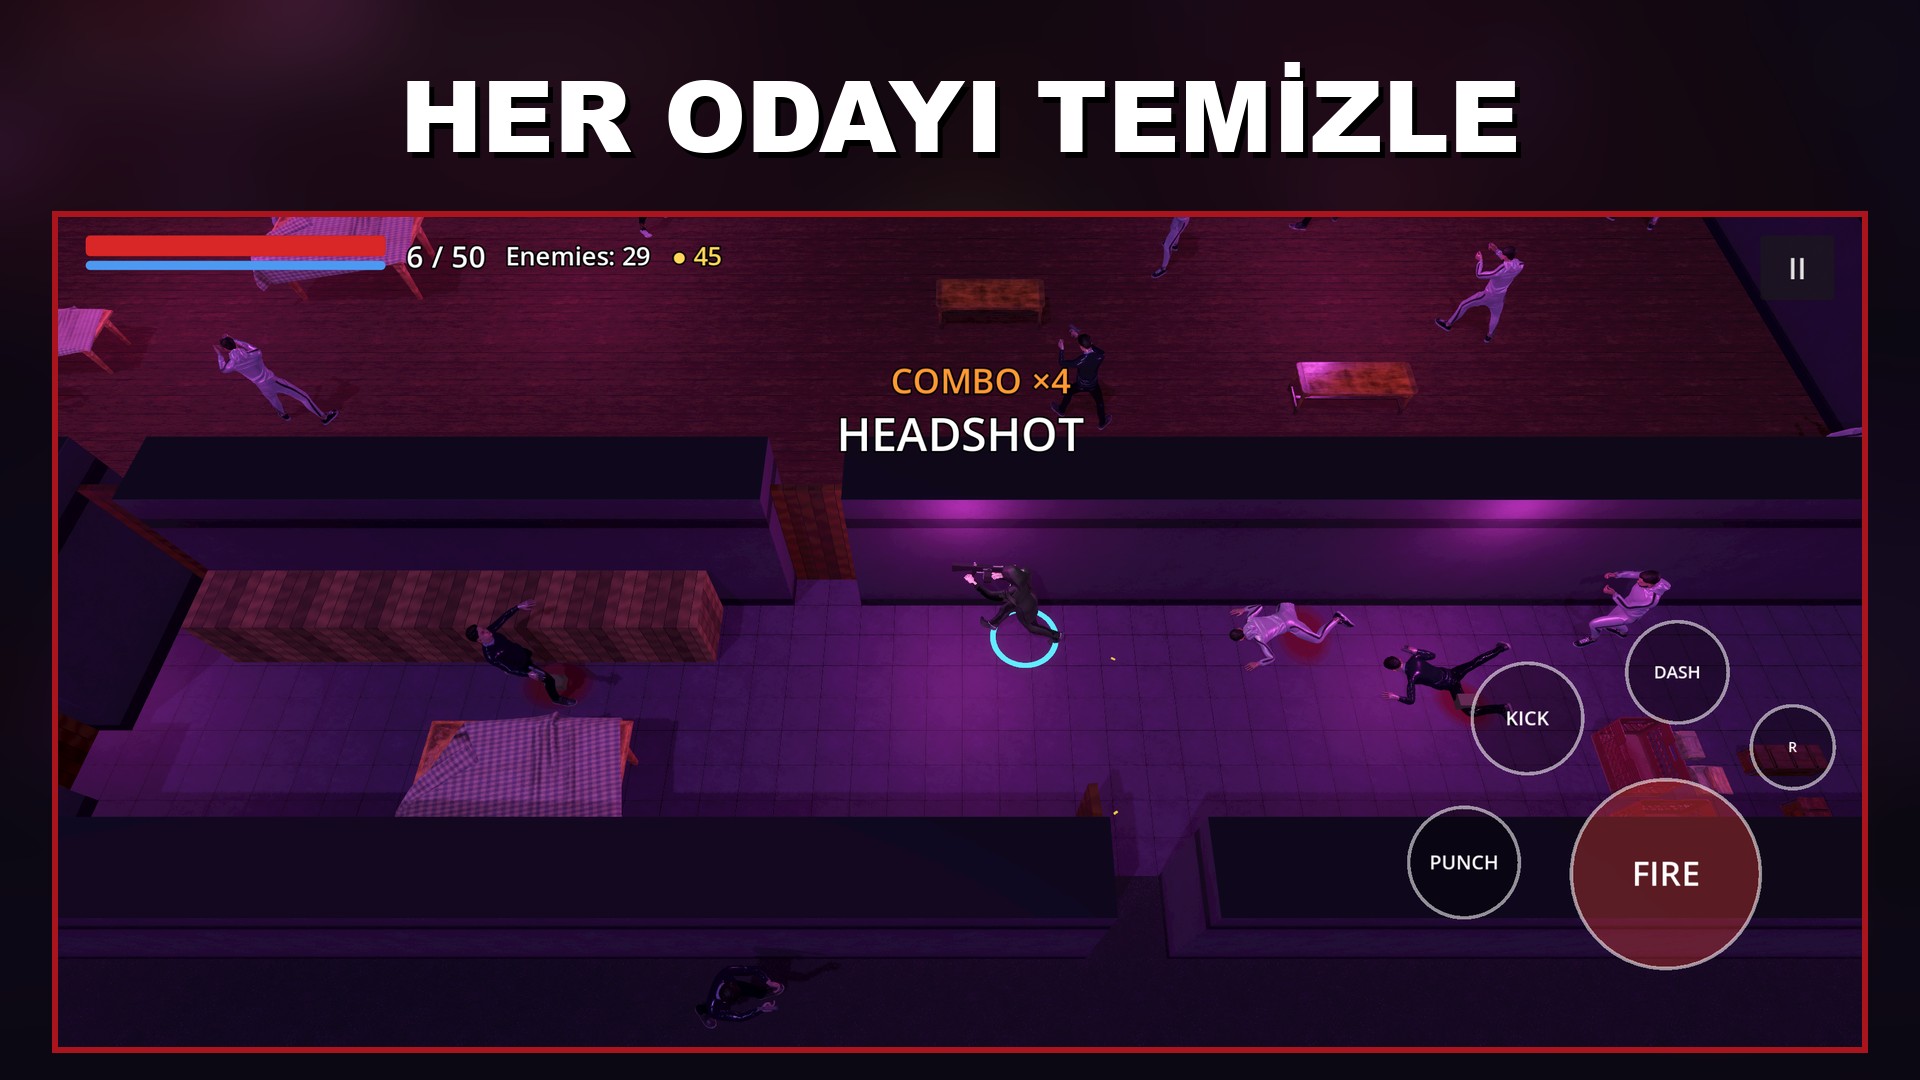 HER ODAYI TEMİZLE
6 / 50 Enemies: 29 • 45
COMBO ×4
HEADSHOT
DASH
KICK
R
PUNCH
FIRE